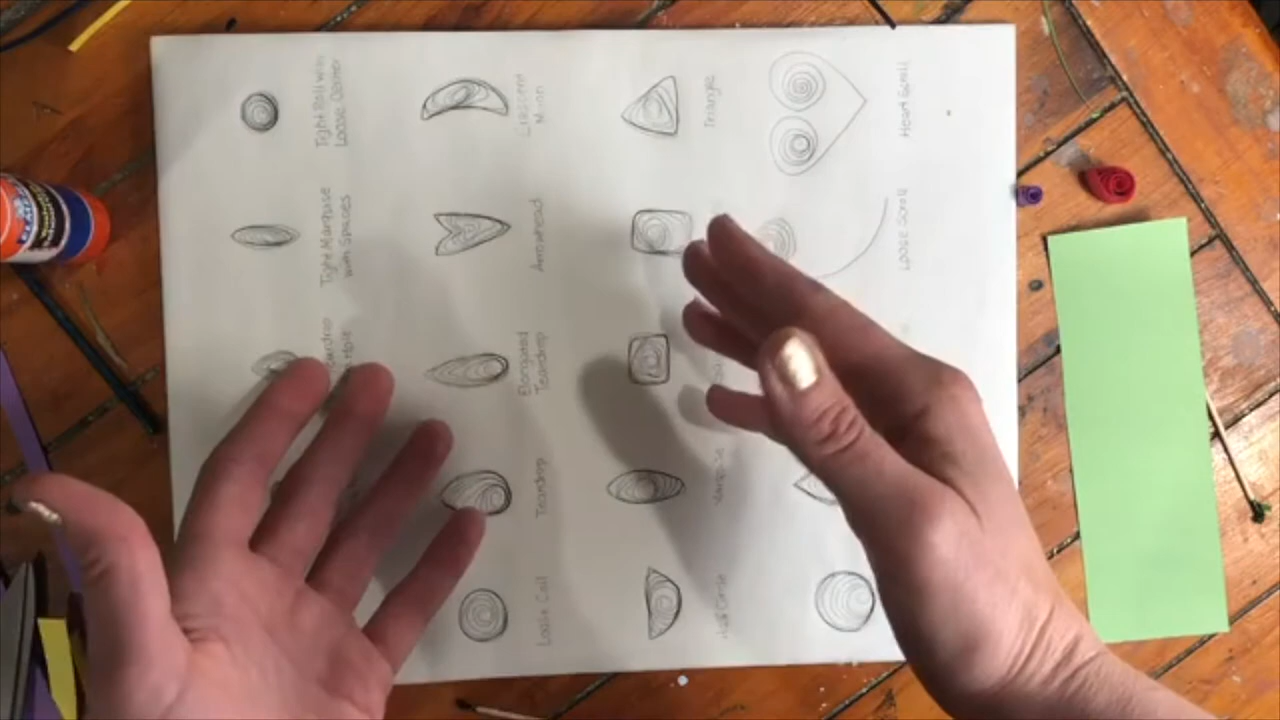 Tight Roll with
Loose Center
Crescent
Moon
Triangle
Heart Scroll
Tight Marquise
with Spaces
Arrowhead
Loose Scroll
Elongated
Teardrop
Teardrop
Marquise
Loose Coil
Half Circle
ELMER'S